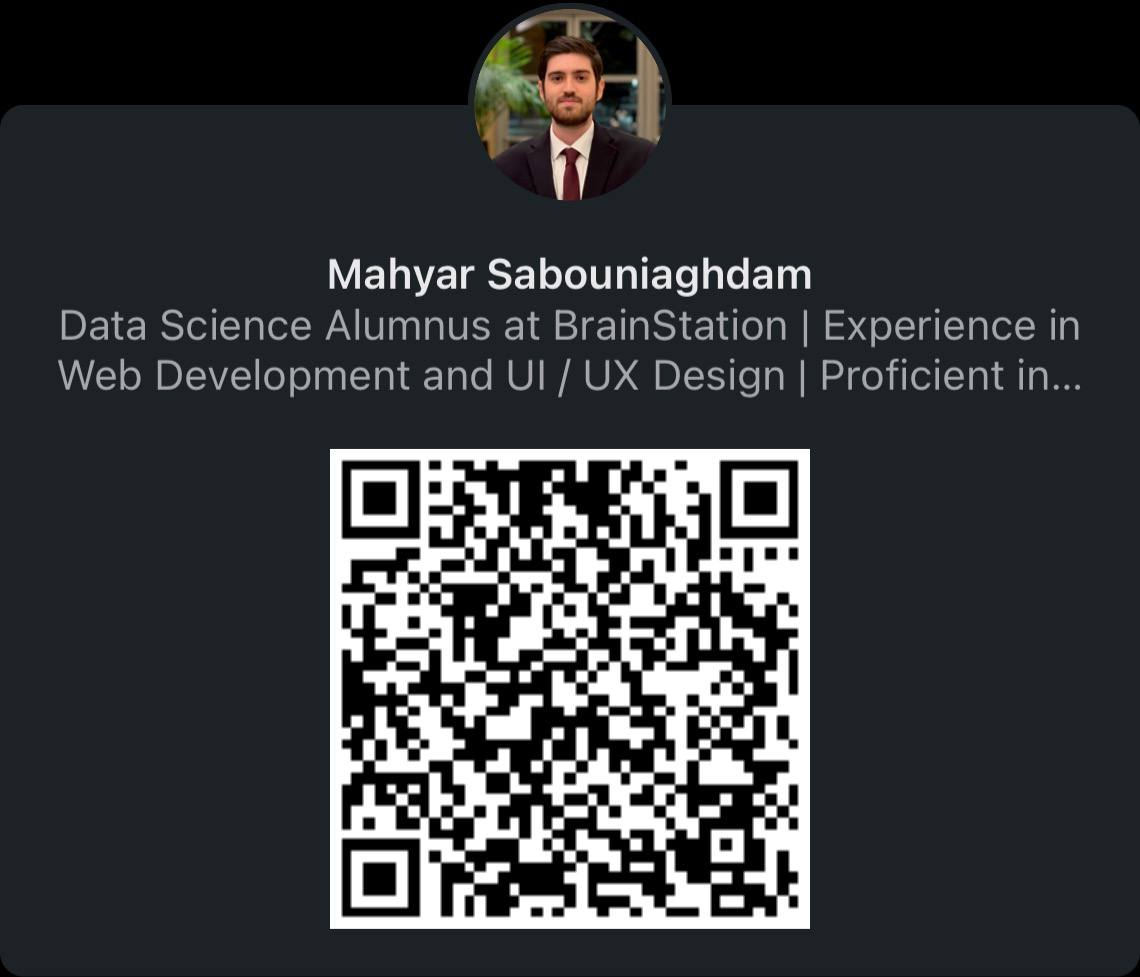 Mahyar Sabouniaghdam
Data Science Alumnus at BrainStation | Experience in
Web Development and UI / UX Design | Proficient in...